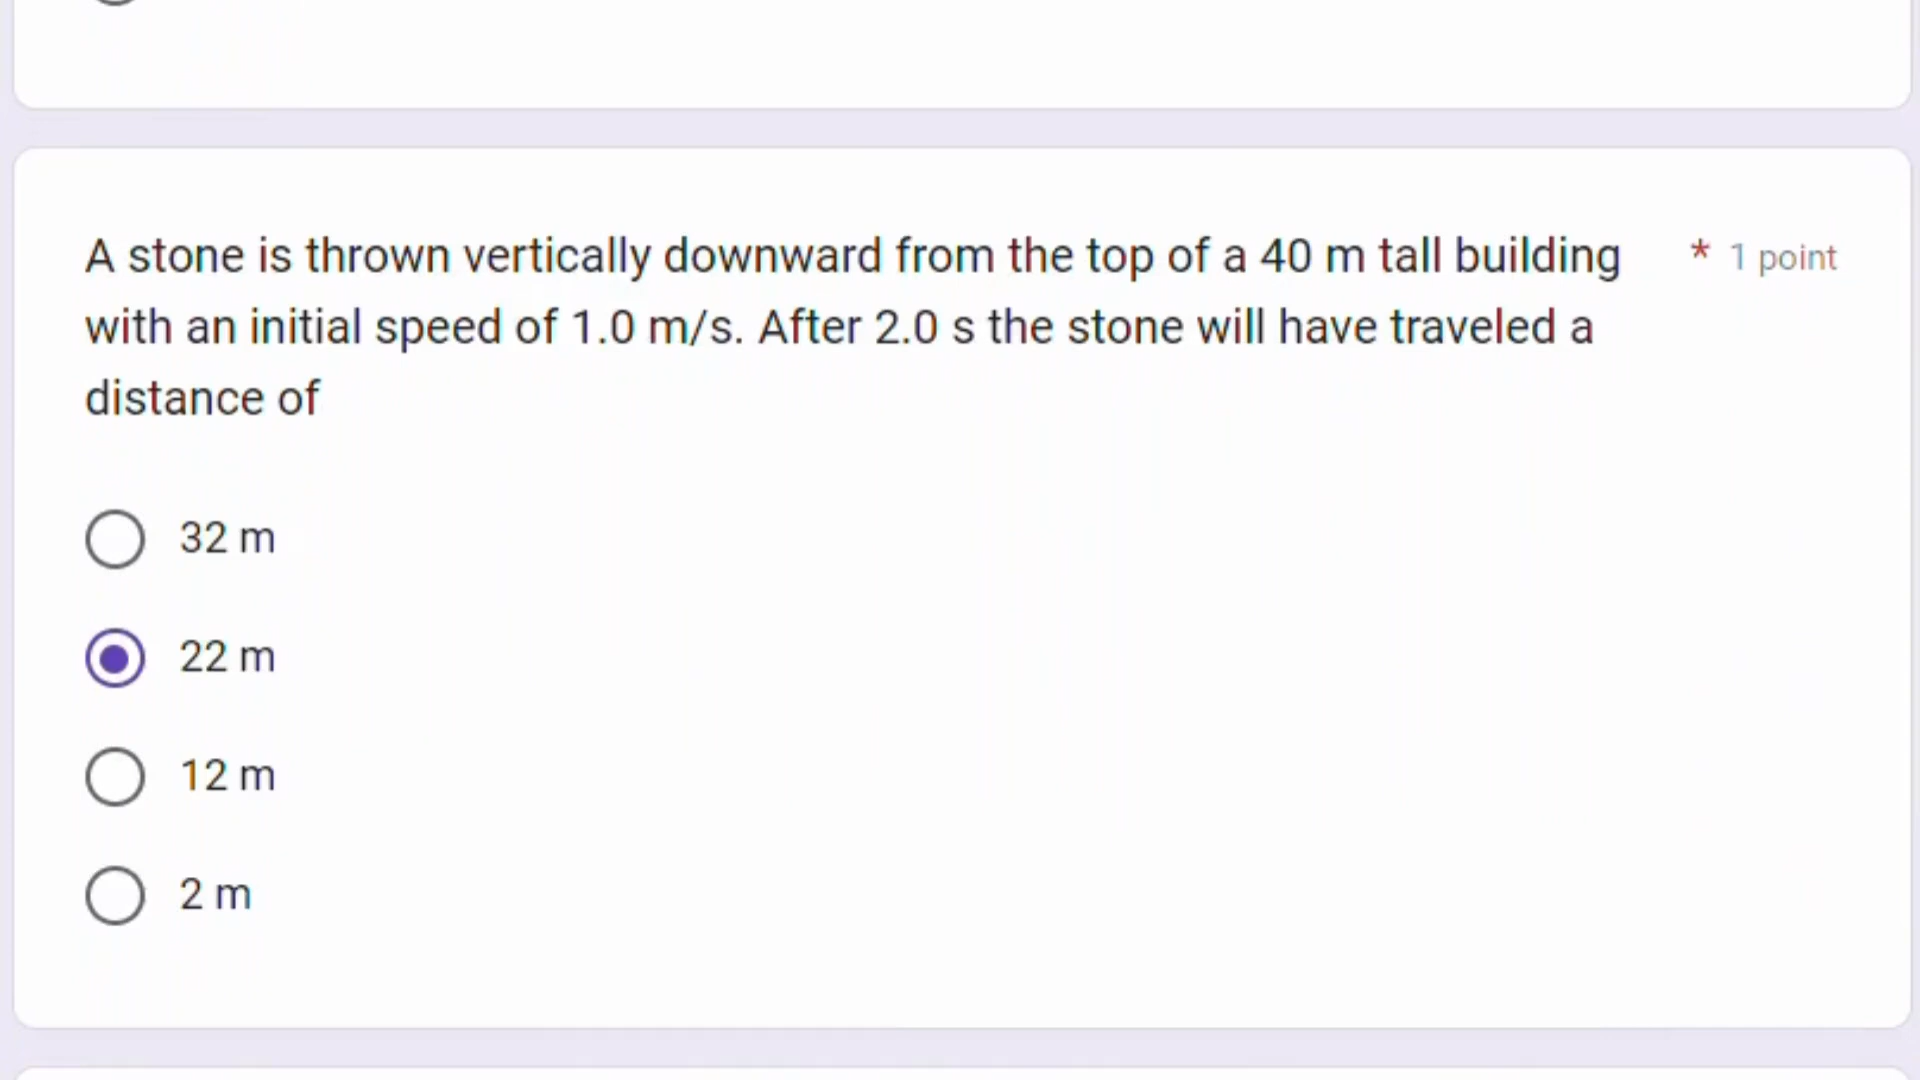 A stone is thrown vertically downward from the top of a 40 m tall building * 1 point
with an initial speed of 1.0 m/s. After 2.0 s the stone will have traveled a
distance of
32 m
22 m
12 m
2 m